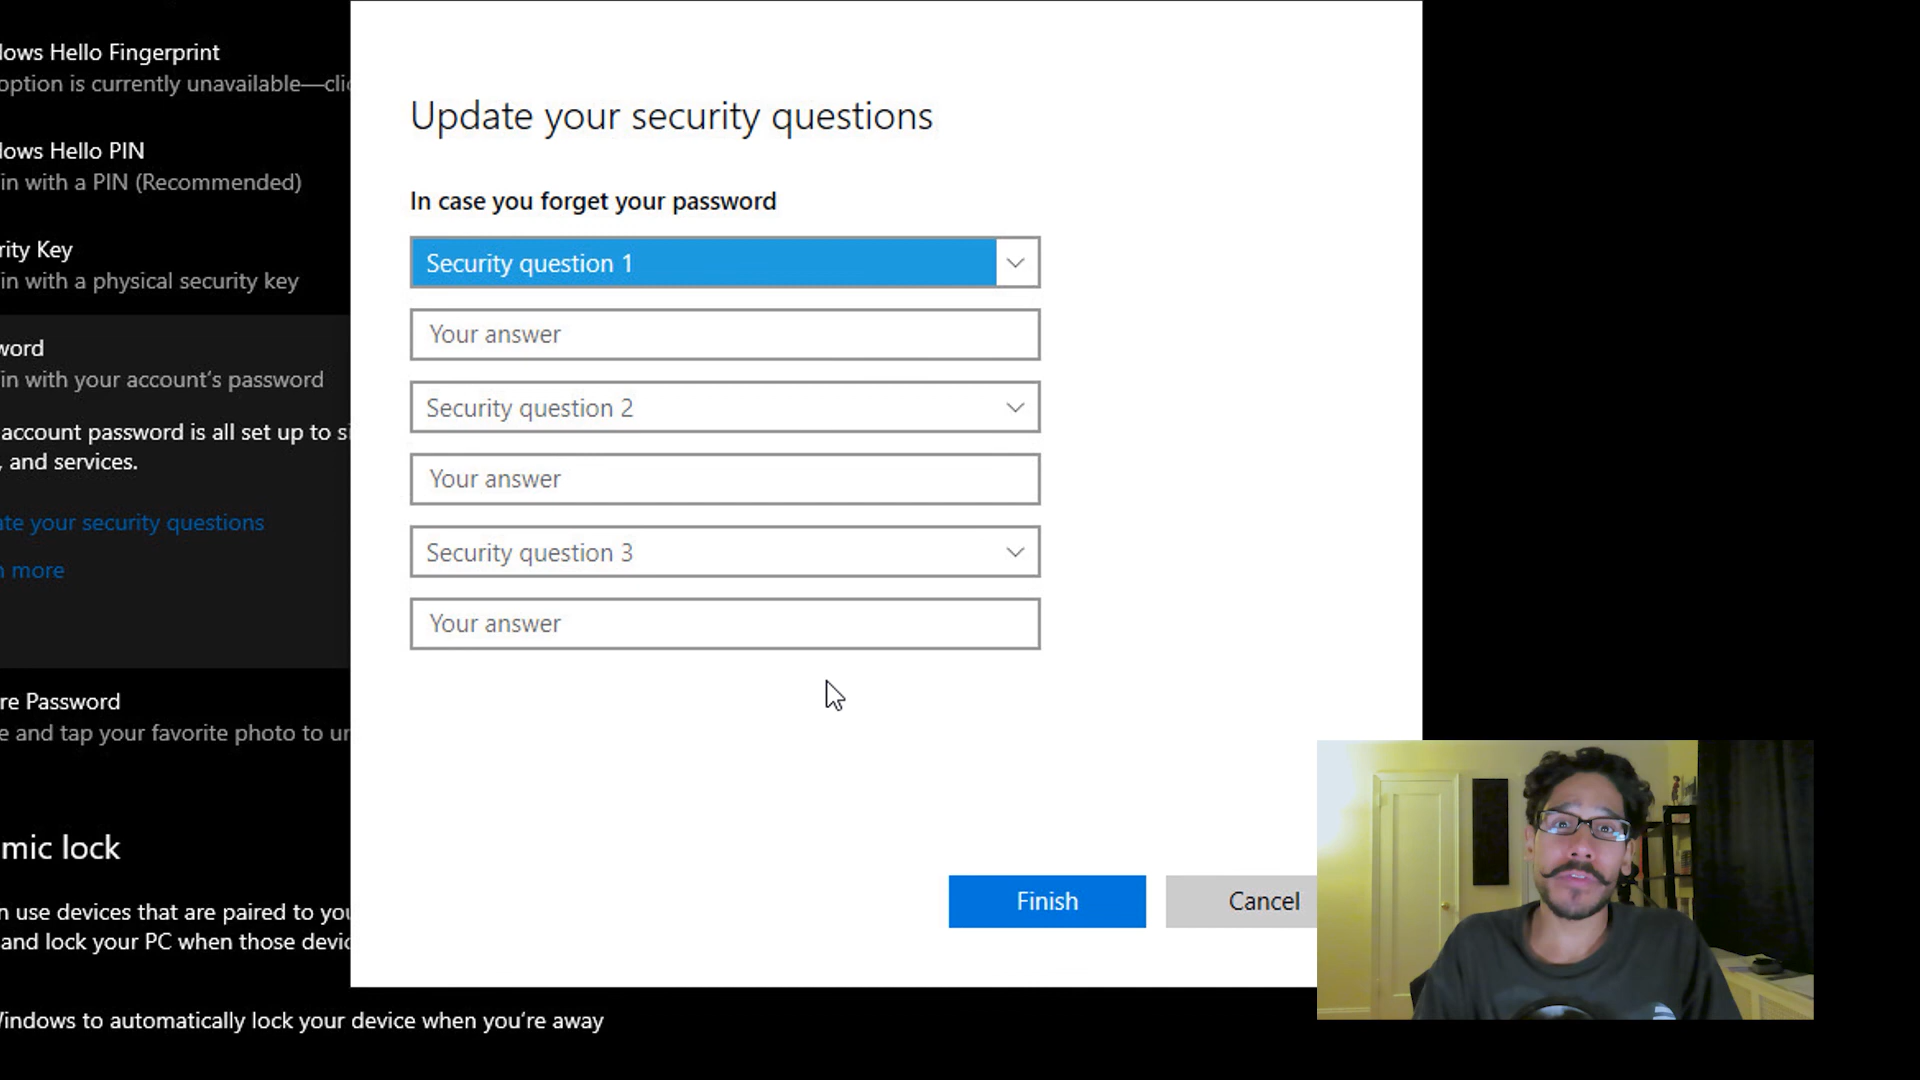 lows Hello Fingerprint
option is currently unavailable—clic
lows Hello PIN
in with a PIN (Recommended)
rity Key
in with a physical security key
word
in with your account's password
account password is all set up to si
, and services.
ate your security questions
n more
re Password
e and tap your favorite photo to un
mic lock
n use devices that are paired to you
and lock your PC when those devic
Windows to automatically lock your device when you're away
Update your security questions
In case you forget your password
Security question 1
Your answer
Security question 2
Your answer
Security question 3
Your answer
Finish
Cancel